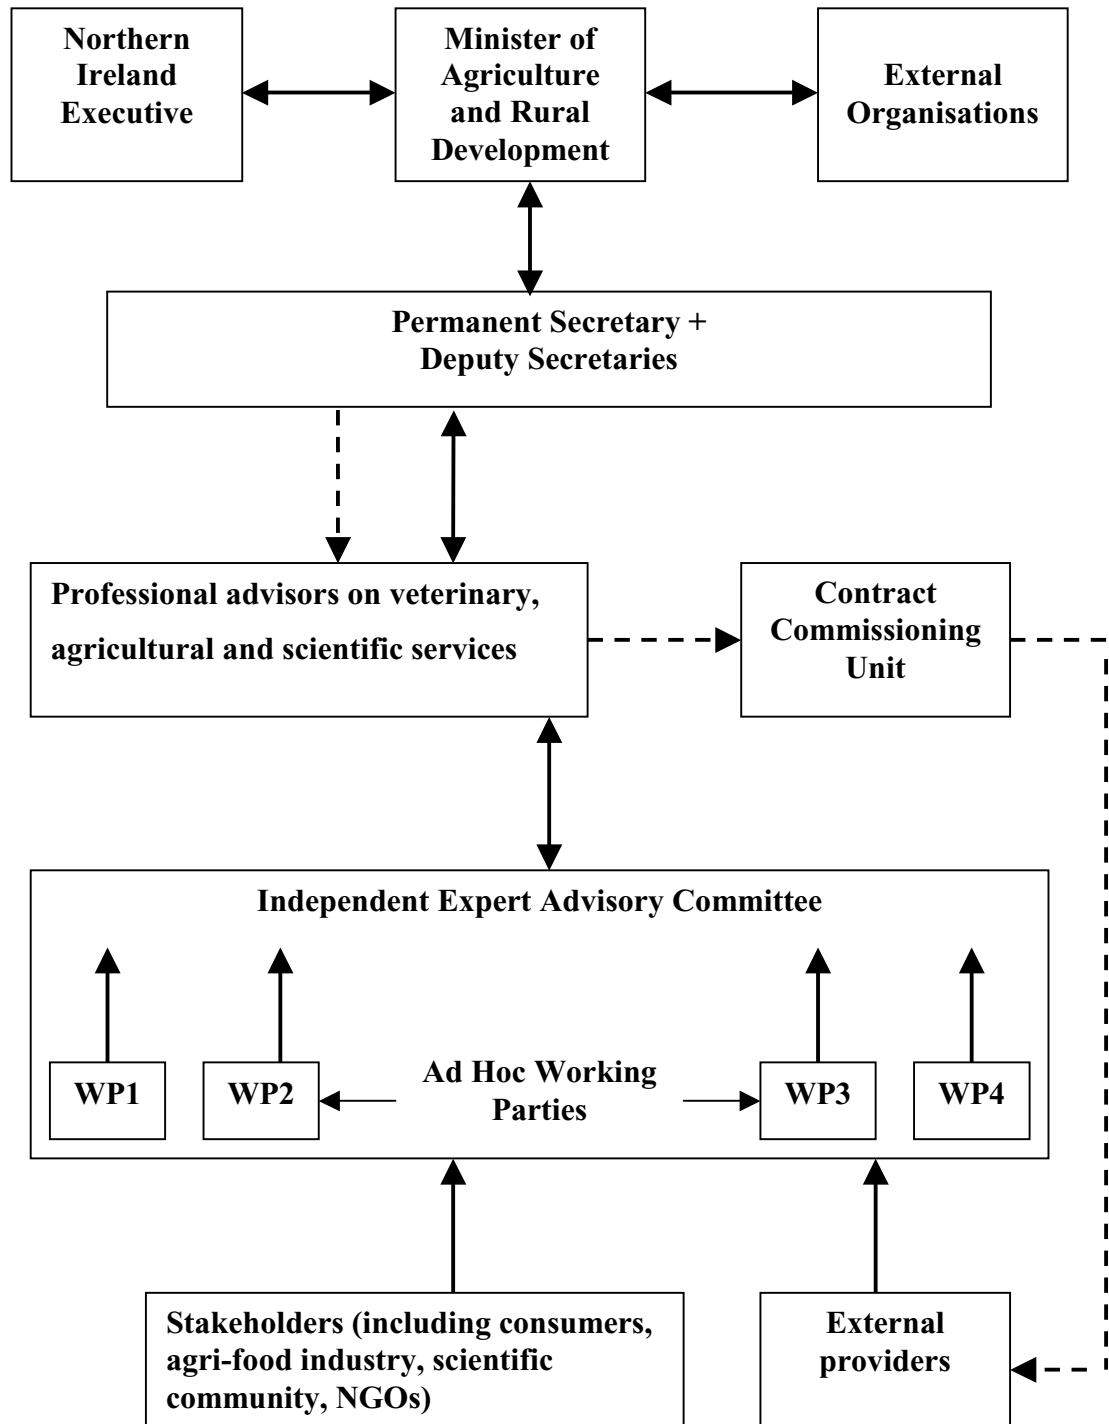 Northern
Ireland
Executive
Minister of
Agriculture
and Rural
Development
External
Organisations
Permanent Secretary +
Deputy Secretaries
Professional advisors on veterinary,
agricultural and scientific services
Contract
Commissioning
Unit
Independent Expert Advisory Committee
WP1
WP2
Ad Hoc Working
Parties
WP3
WP4
Stakeholders (including consumers,
agri-food industry, scientific
community, NGOs)
External
providers